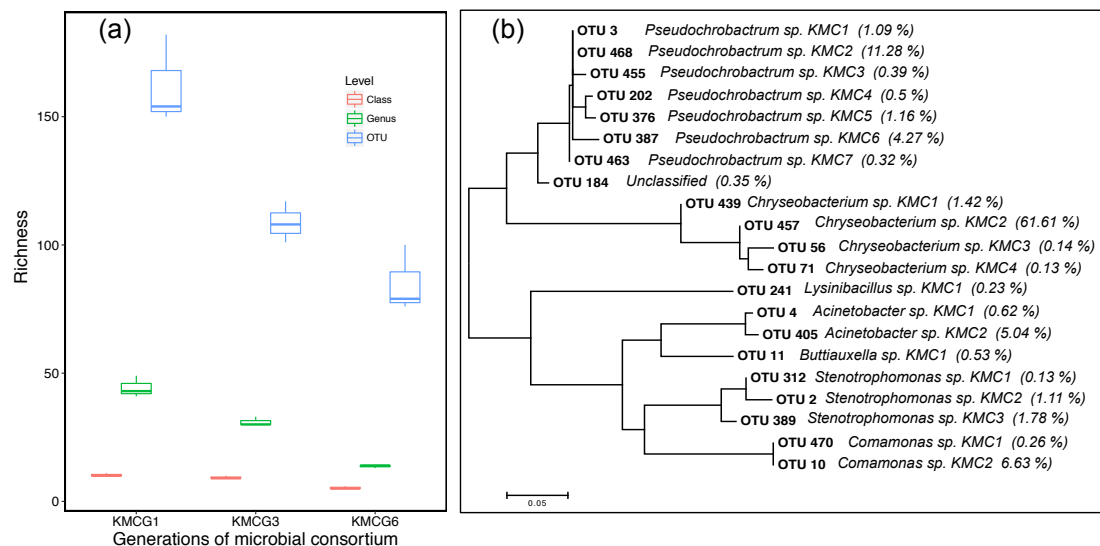 (a)
Level
Class
Genus
OTU
150
100
50
0
Richness
KMCG1 KMCG3 KMCG6
Generations of microbial consortium
(b)
OTU 3 Pseudochrobactrum sp. KMC1 (1.09 %)
OTU 468 Pseudochrobactrum sp. KMC2 (11.28 %)
OTU 455 Pseudochrobactrum sp. KMC3 (0.39 %)
OTU 202 Pseudochrobactrum sp. KMC4 (0.5 %)
OTU 376 Pseudochrobactrum sp. KMC5 (1.16 %)
OTU 387 Pseudochrobactrum sp. KMC6 (4.27 %)
OTU 463 Pseudochrobactrum sp. KMC7 (0.32 %)
OTU 184 Unclassified (0.35 %)
OTU 439 Chryseobacterium sp. KMC1 (1.42 %)
OTU 457 Chryseobacterium sp. KMC2 (61.61 %)
OTU 56 Chryseobacterium sp. KMC3 (0.14 %)
OTU 71 Chryseobacterium sp. KMC4 (0.13 %)
OTU 241 Lysinibacillus sp. KMC1 (0.23 %)
OTU 4 Acinetobacter sp. KMC1 (0.62 %)
OTU 405 Acinetobacter sp. KMC2 (5.04 %)
OTU 11 Buttiauxella sp. KMC1 (0.53 %)
OTU 312 Stenotrophomonas sp. KMC1 (0.13 %)
OTU 2 Stenotrophomonas sp. KMC2 (1.11 %)
OTU 389 Stenotrophomonas sp. KMC3 (1.78 %)
OTU 470 Comamonas sp. KMC1 (0.26 %)
OTU 10 Comamonas sp. KMC2 6.63 %)
0.05